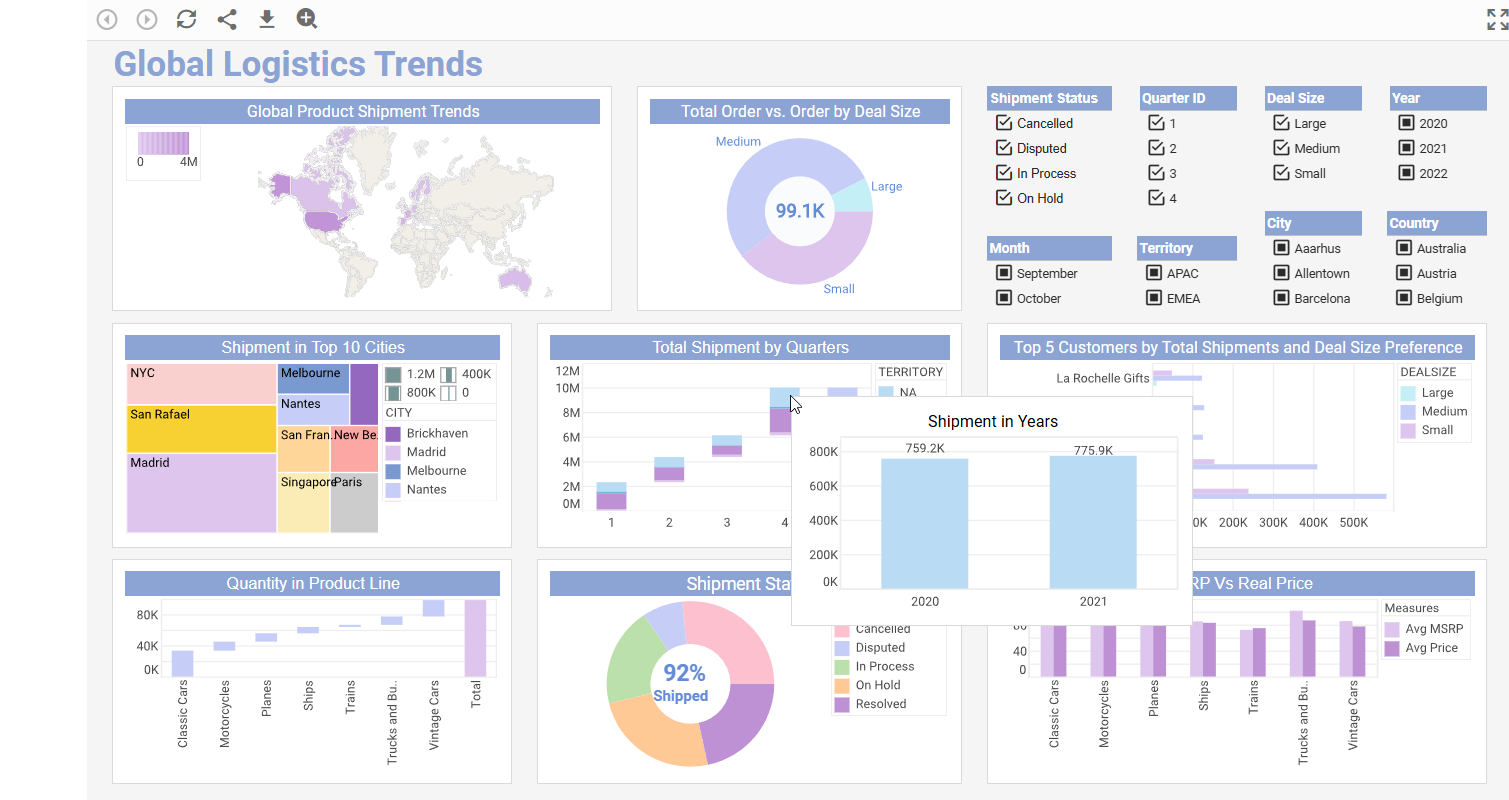 Global Logistics Trends
Global Product Shipment Trends
0 4M
Total Order vs. Order by Deal Size
Medium
Large
99.1K
Small
Shipment Status
Cancelled
Disputed
In Process
On Hold
Quarter ID
1
2
3
4
Deal Size
Large
Medium
Small
Year
2020
2021
2022
Month
September
October
Territory
APAC
EMEA
City
Aaarhus
Allentown
Barcelona
Country
Australia
Austria
Belgium
Shipment in Top 10 Cities
NYC
San Rafael
Madrid
Melbourne
Nantes
San Fran..
New Be..
Singapore
Paris
1.2M 400K
800K 0
CITY
Brickhaven
Madrid
Melbourne
Nantes
Total Shipment by Quarters
12M
10M
8M
6M
4M
2M
0M
1 2 3 4
TERRITORY
NA
Shipment in Years
800K
600K
400K
200K
0K
759.2K
775.9K
2020 2021
Top 5 Customers by Total Shipments and Deal Size Preference
La Rochelle Gifts
0K 200K 300K 400K 500K
DEALSIZE
Large
Medium
Small
Quantity in Product Line
80K
40K
0K
Classic Cars
Motorcycles
Planes
Ships
Trains
Trucks and Bu..
Vintage Cars
Total
Shipment Sta
92%
Shipped
Cancelled
Disputed
In Process
On Hold
Resolved
RP Vs Real Price
80
40
0
Classic Cars
Motorcycles
Planes
Ships
Trains
Trucks and Bu..
Vintage Cars
Measures
Avg MSRP
Avg Price